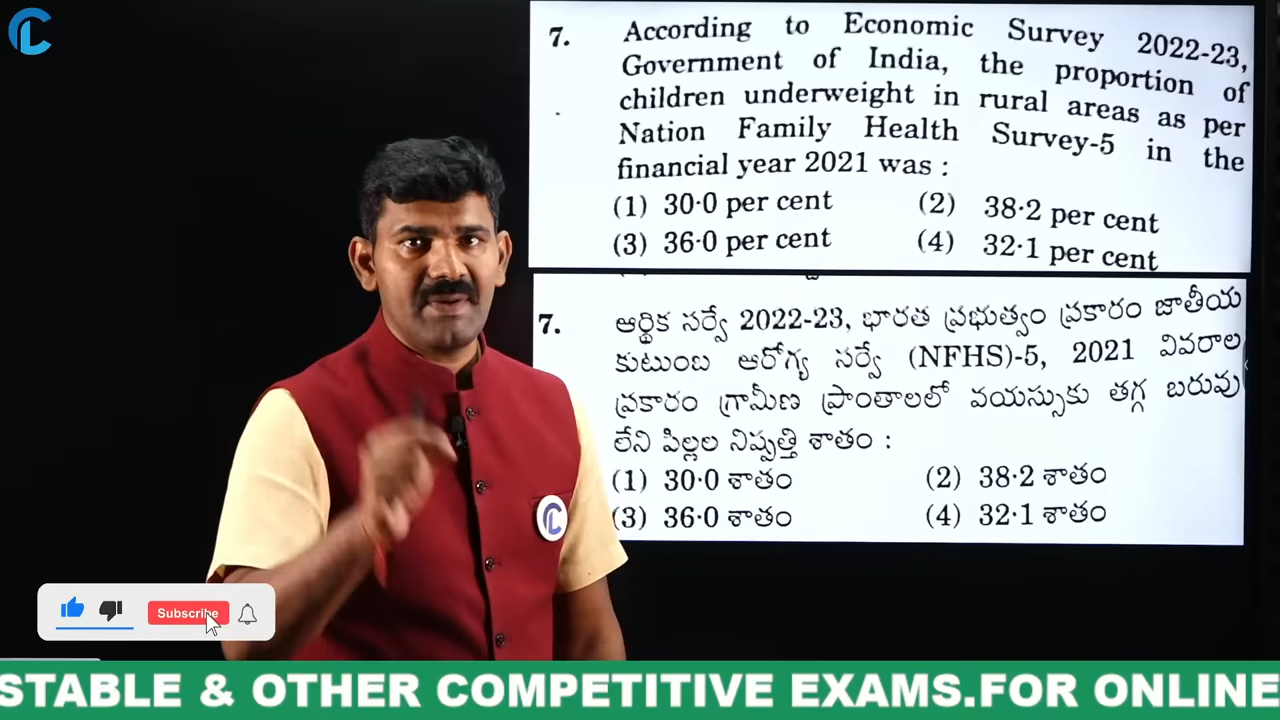 7. According to Economic Survey 2022-23,
Government of India, the proportion of
children underweight in rural areas as per
Nation Family Health Survey-5 in the
financial year 2021 was :
(1) 30·0 per cent (2) 38·2 per cent
(3) 36·0 per cent (4) 32·1 per cent
7. ఆర్థిక సర్వే 2022-23, భారత ప్రభుత్వం ప్రకారం జాతీయ
కుటుంబ ఆరోగ్య సర్వే (NFHS)-5, 2021 వివరాల
ప్రకారం గ్రామీణ ప్రాంతాలలో వయస్సుకు తగ్గ బరువు
లేని పిల్లల నిష్పత్తి శాతం :
(1) 30·0 శాతం (2) 38·2 శాతం
(3) 36·0 శాతం (4) 32·1 శాతం
Subscribe
STABLE & OTHER COMPETITIVE EXAMS.FOR ONLINE